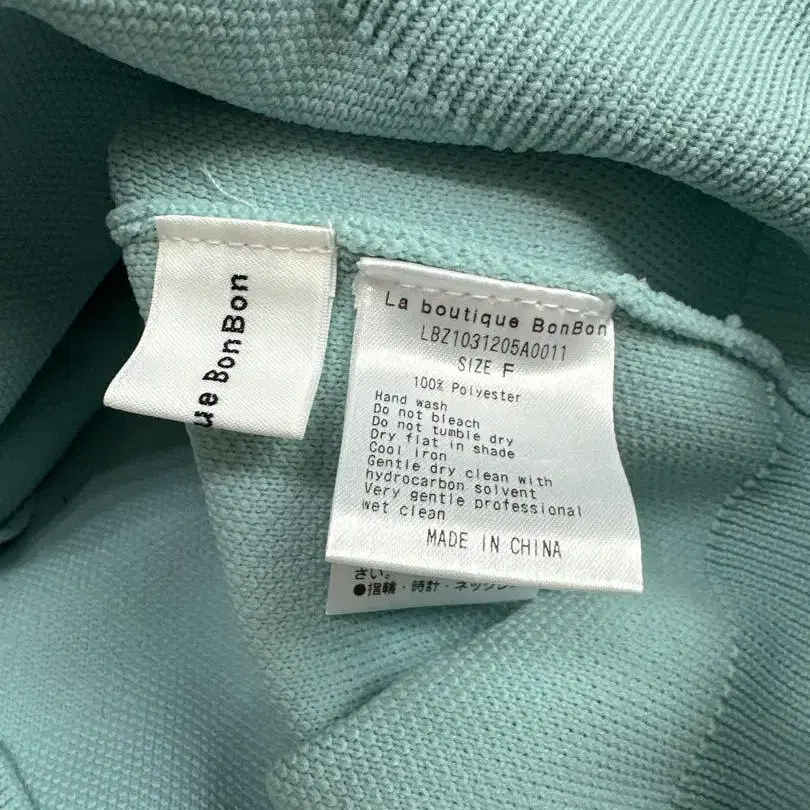 ue BonBon
La boutique BonBon
LBZ1031205A0011
SIZE F
100% Polyester
Hand wash
Do not bleach
Do not tumble dry
Dry flat in shade
Cool iron
Gentle dry clean with
hydrocarbon solvent
Very gentle professional
wet clean
MADE IN CHINA
さい。
●指輪・時計・ネックレ